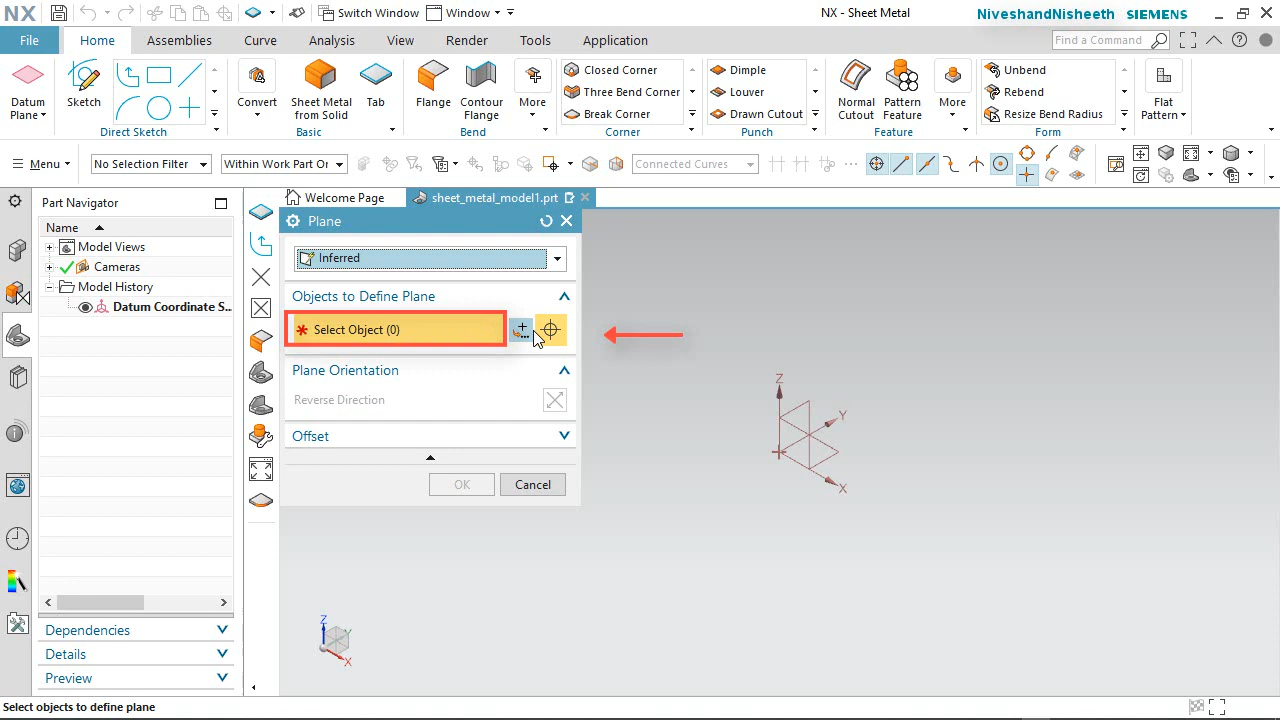 NX
Switch Window
Window
NX - Sheet Metal
NiveshandNisheeth
SIEMENS
File
Home
Assemblies
Curve
Analysis
View
Render
Tools
Application
Find a Command
Datum Plane
Sketch
Direct Sketch
Convert
Sheet Metal from Solid
Tab
Basic
Flange
Contour Flange
More
Bend
Closed Corner
Three Bend Corner
Break Corner
Corner
Dimple
Louver
Drawn Cutout
Punch
Normal Cutout
Pattern Feature
More
Feature
Unbend
Rebend
Resize Bend Radius
Form
Flat Pattern
Menu
No Selection Filter
Within Work Part On
Connected Curves
Part Navigator
Name
Model Views
Cameras
Model History
Datum Coordinate S...
Dependencies
Details
Preview
Welcome Page
sheet_metal_model1.prt
Plane
Inferred
Objects to Define Plane
* Select Object (0)
Plane Orientation
Reverse Direction
Offset
OK
Cancel
Z
Y
X
Z
Y
X
Select objects to define plane